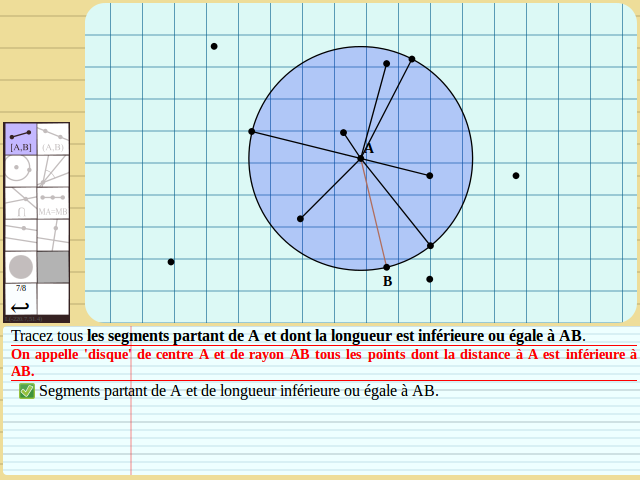 A
B
[A,B]
(A,B)
MA=MB
7/8
Tracez tous les segments partant de A et dont la longueur est inférieure ou égale à AB.
On appelle 'disque' de centre A et de rayon AB tous les points dont la distance à A est inférieure à
AB.
Segments partant de A et de longueur inférieure ou égale à AB.